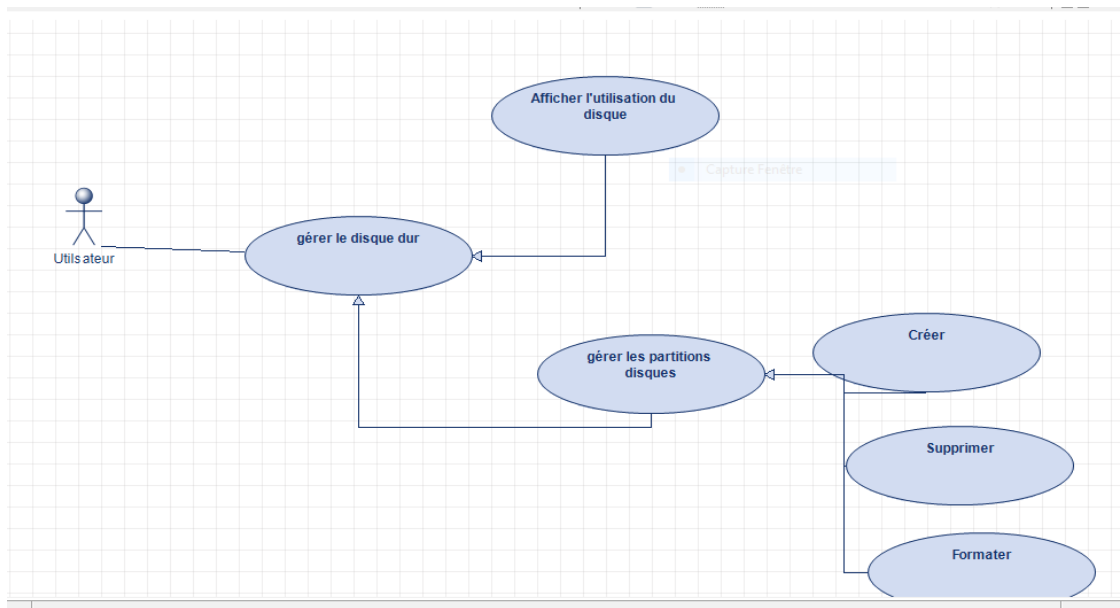 Afficher l'utilisation du
disque
Capture Fenêtre
gérer le disque dur
Utilsateur
Créer
gérer les partitions
disques
Supprimer
Formater